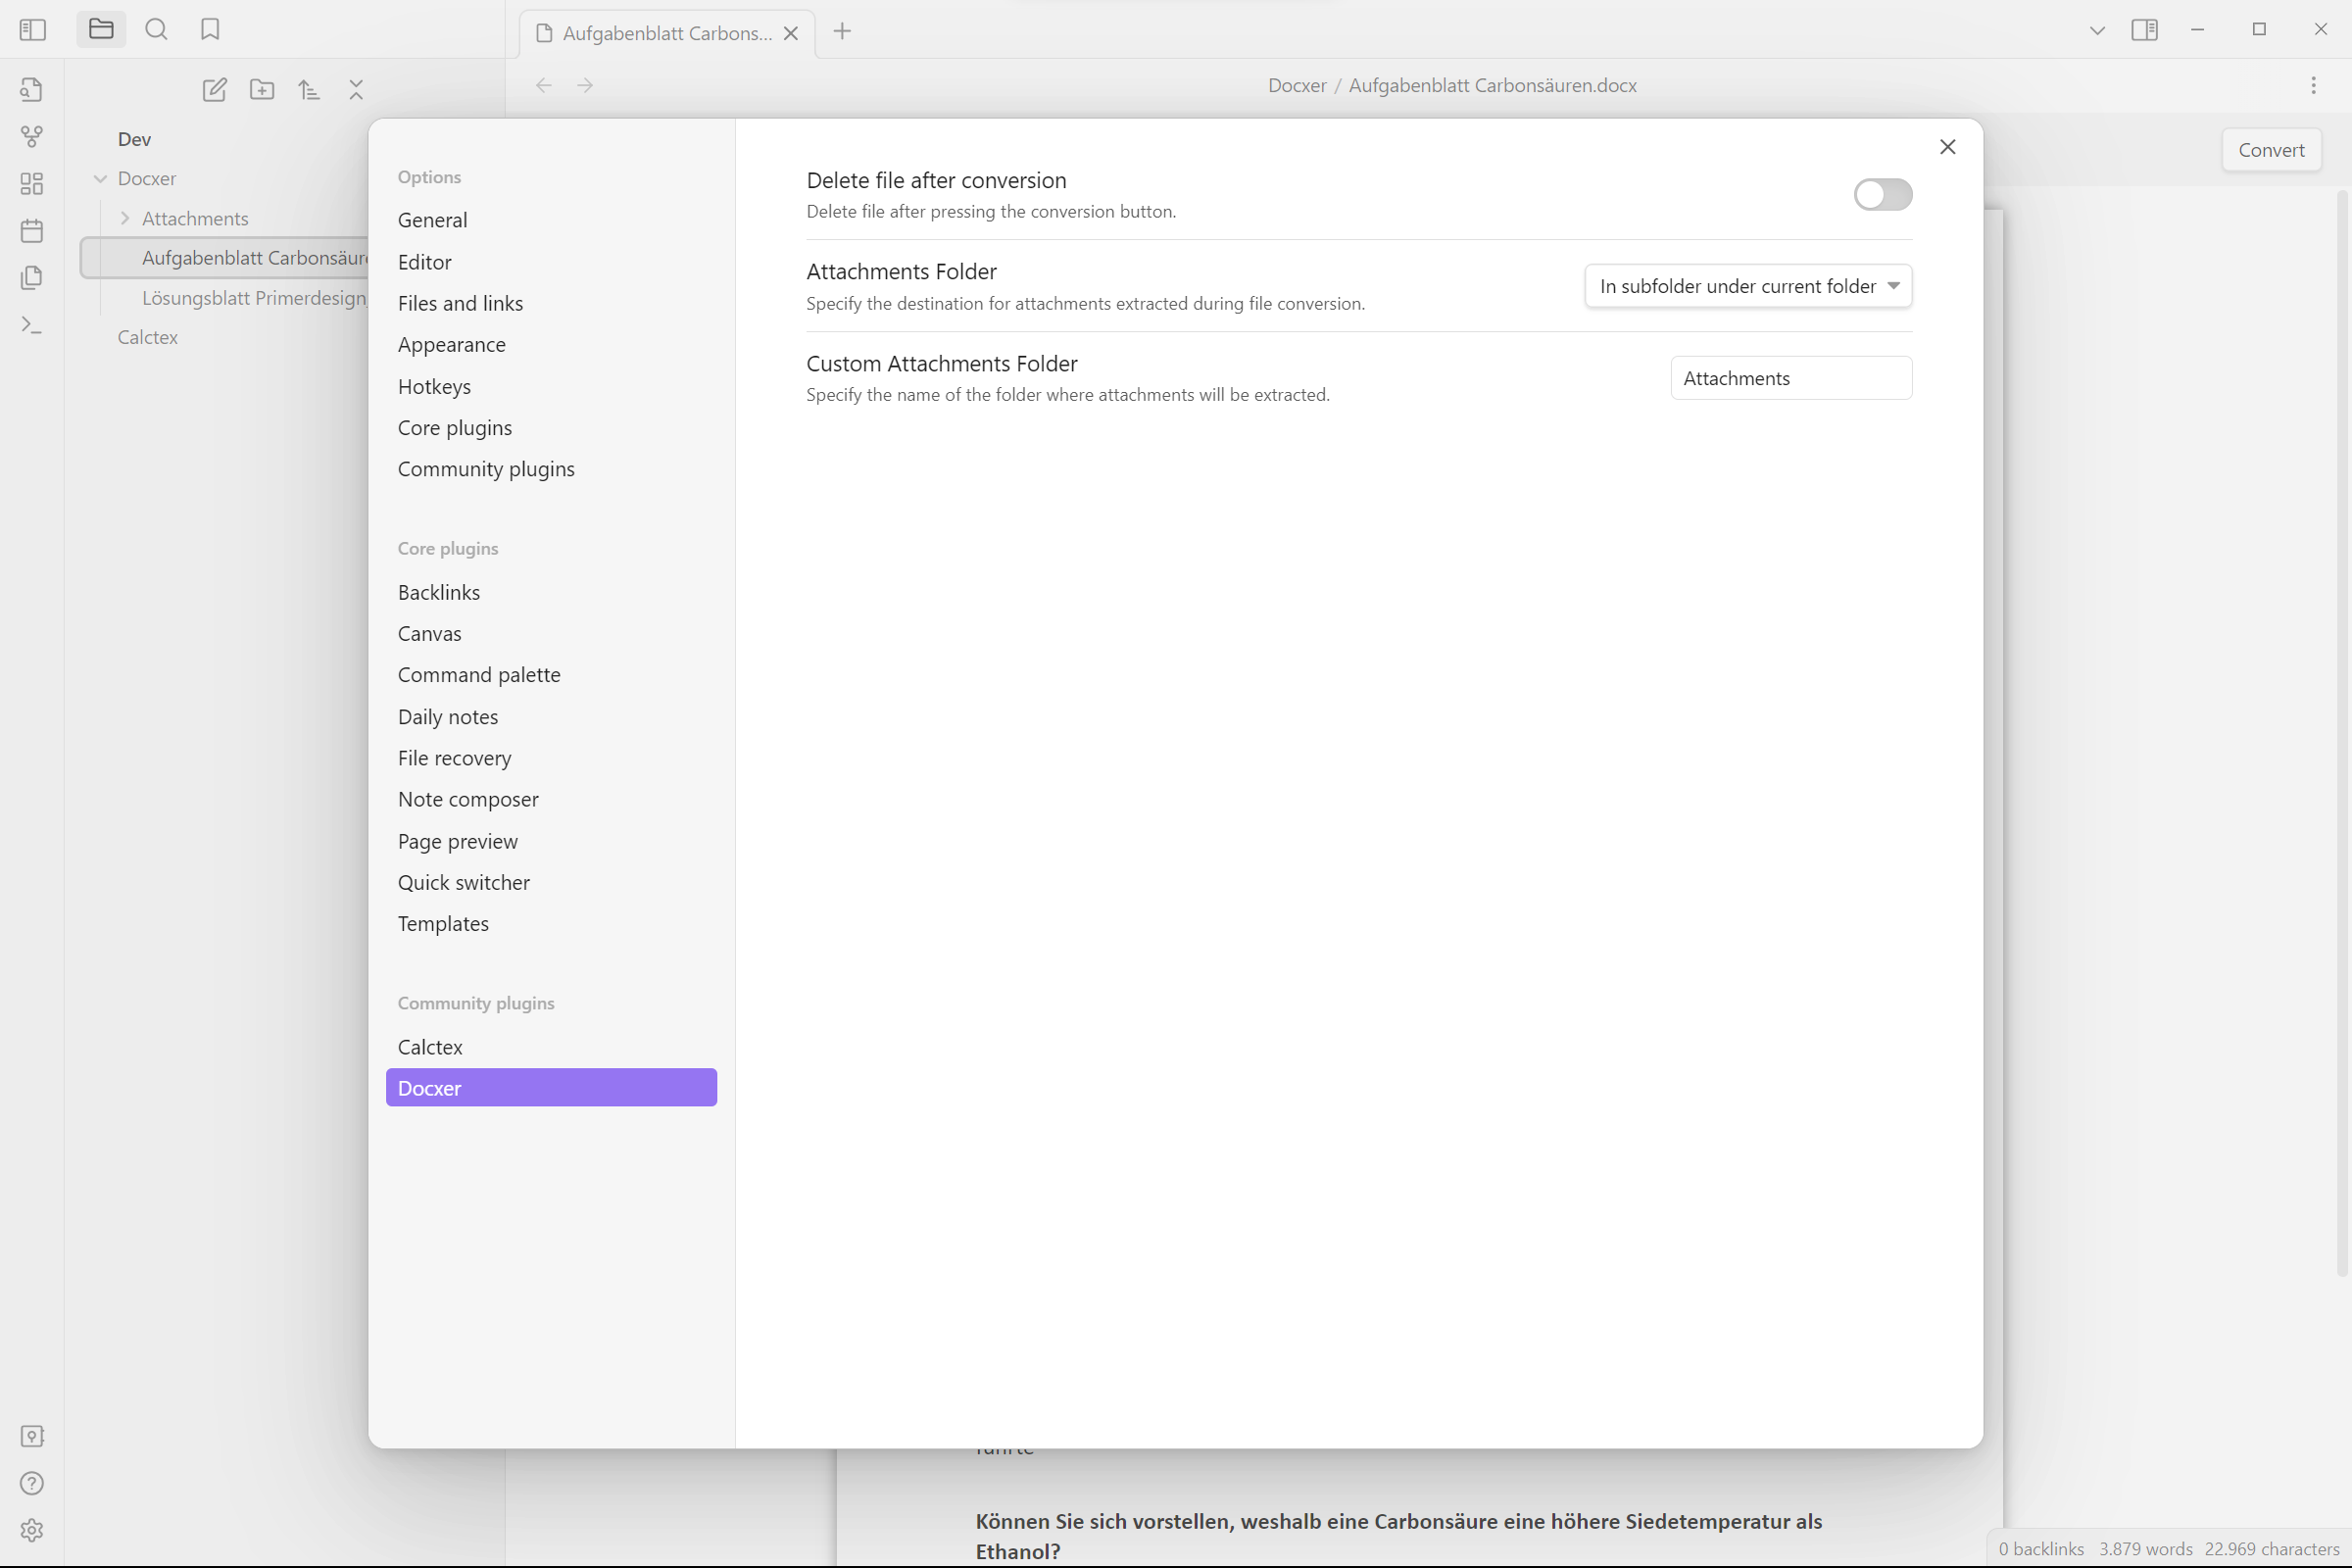 Aufgabenblatt Carbons...
Docxer / Aufgabenblatt Carbonsäuren.docx
Convert
Dev
Docxer
Attachments
Aufgabenblatt Carbonsäur
Lösungsblatt Primerdesign
Calctex
Options
General
Editor
Files and links
Appearance
Hotkeys
Core plugins
Community plugins
Core plugins
Backlinks
Canvas
Command palette
Daily notes
File recovery
Note composer
Page preview
Quick switcher
Templates
Community plugins
Calctex
Docxer
Delete file after conversion
Delete file after pressing the conversion button.
Attachments Folder
Specify the destination for attachments extracted during file conversion.
In subfolder under current folder
Custom Attachments Folder
Specify the name of the folder where attachments will be extracted.
Attachments
Können Sie sich vorstellen, weshalb eine Carbonsäure eine höhere Siedetemperatur als
Ethanol?
0 backlinks 3.879 words 22.969 characters